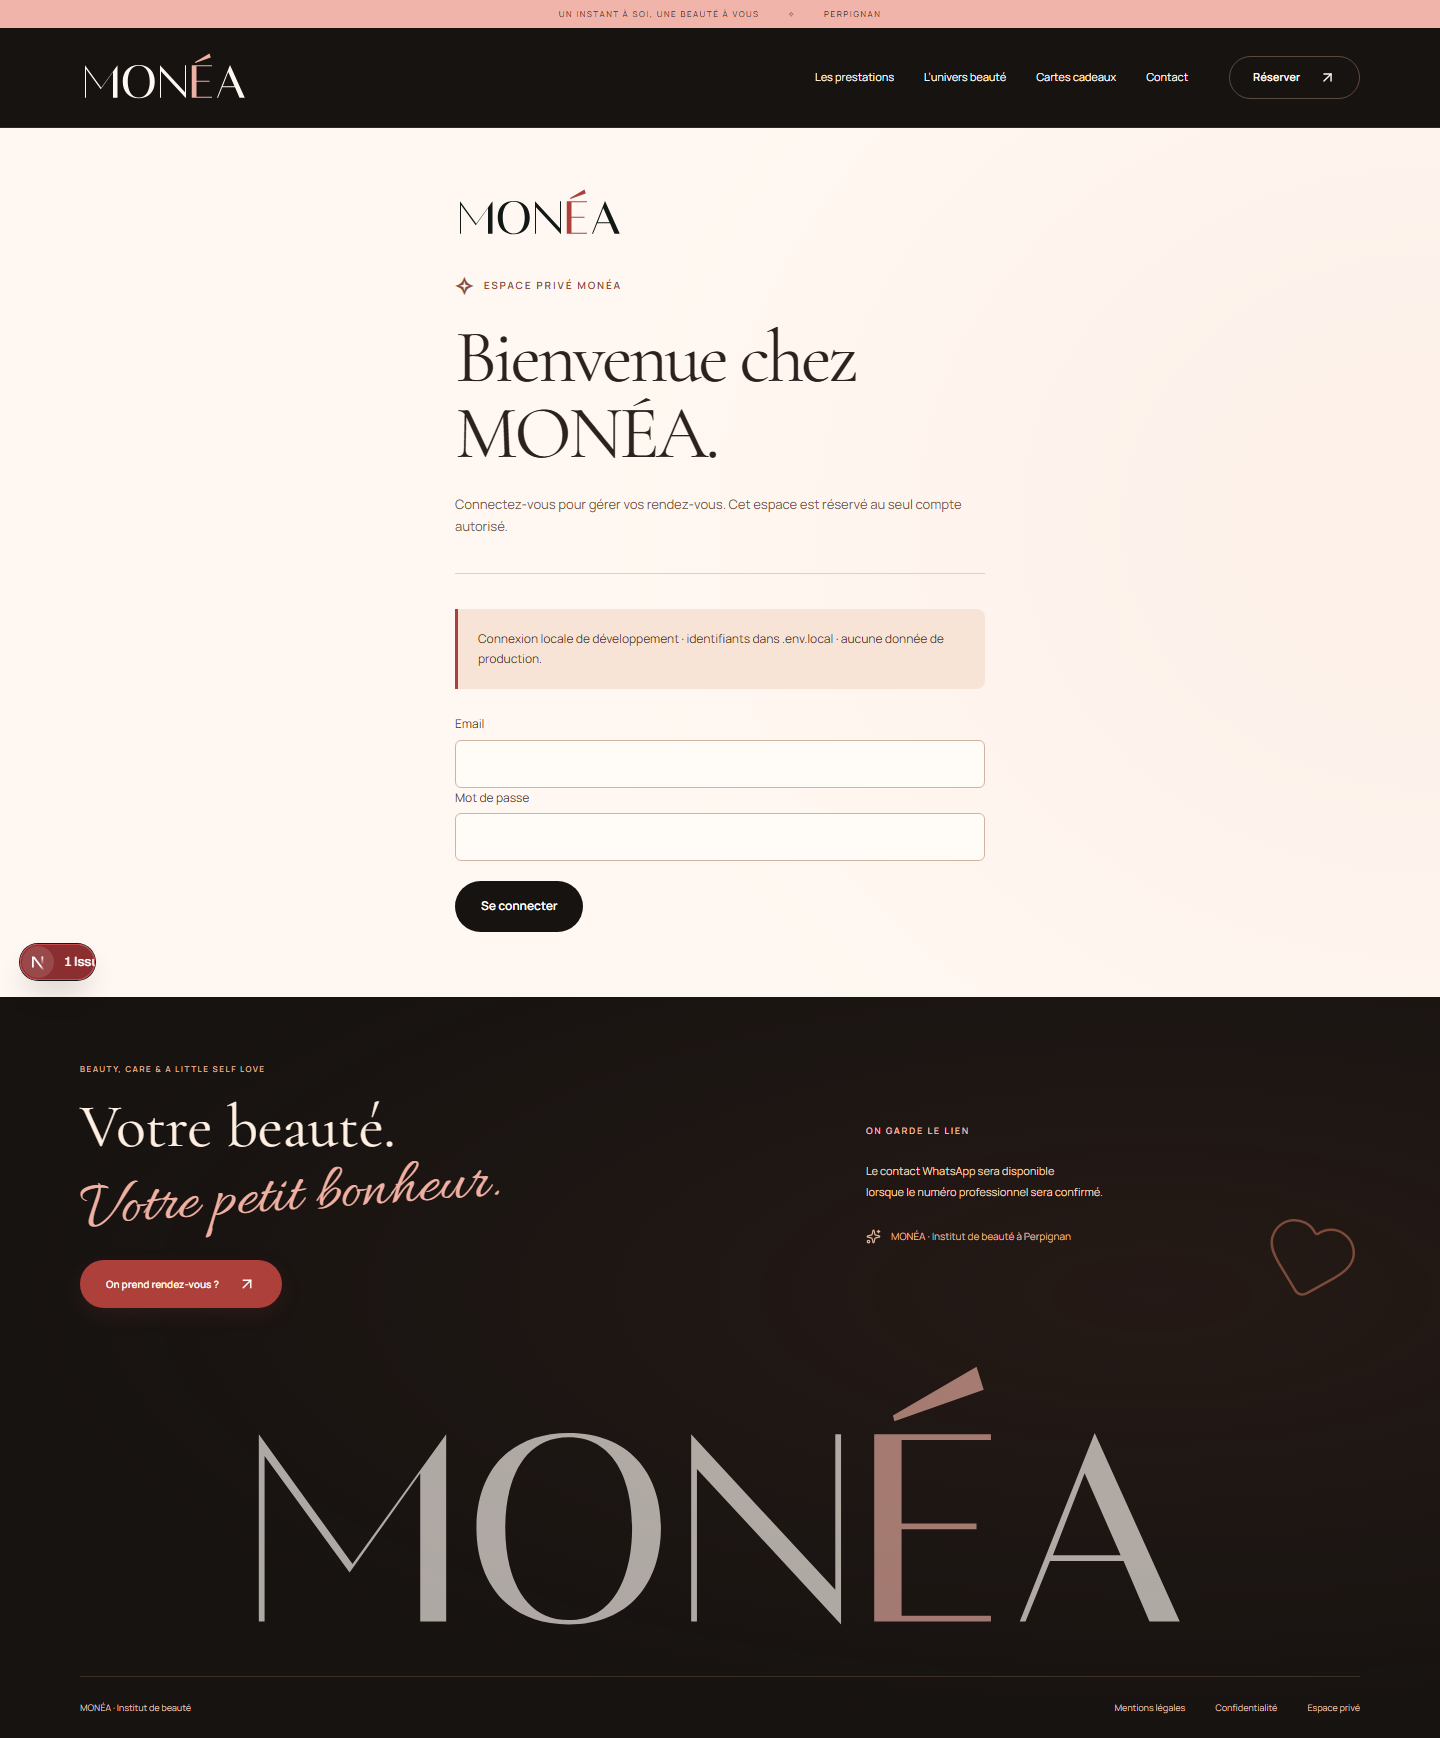 UN INSTANT À SOI, UNE BEAUTÉ À VOUS ✧ PERPIGNAN
MONÉA
Les prestations
L'univers beauté
Cartes cadeaux
Contact
Réserver
MONÉA
ESPACE PRIVÉ MONÉA
Bienvenue chez
MONÉA.
Connectez-vous pour gérer vos rendez-vous. Cet espace est réservé au seul compte
autorisé.
Connexion locale de développement · identifiants dans .env.local · aucune donnée de
production.
Email
Mot de passe
Se connecter
N
1 Issu
BEAUTY, CARE & A LITTLE SELF LOVE
Votre beauté.
Votre petit bonheur.
On prend rendez-vous ?
ON GARDE LE LIEN
Le contact WhatsApp sera disponible
lorsque le numéro professionnel sera confirmé.
MONÉA · Institut de beauté à Perpignan
MONÉA
MONÉA · Institut de beauté
Mentions légales
Confidentialité
Espace privé